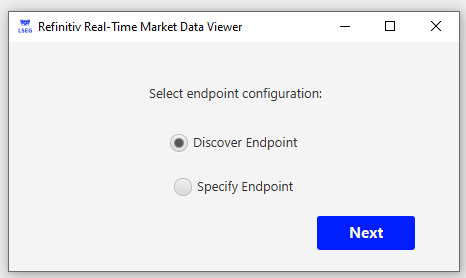 LSEG
Refinitiv Real-Time Market Data Viewer
Select endpoint configuration:
Discover Endpoint
Specify Endpoint
Next